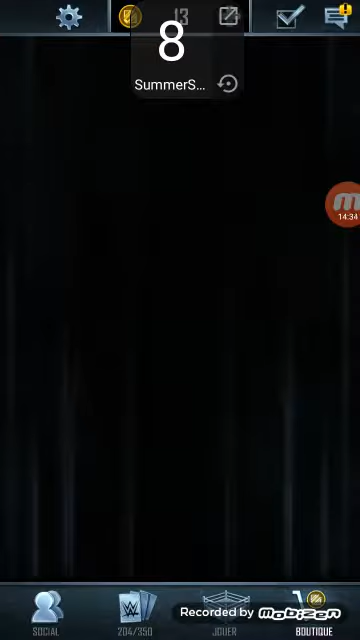 8
SummerS...
14:34
SOCIAL
204/350
JOUER
BOUTIQUE
Recorded by mobizen